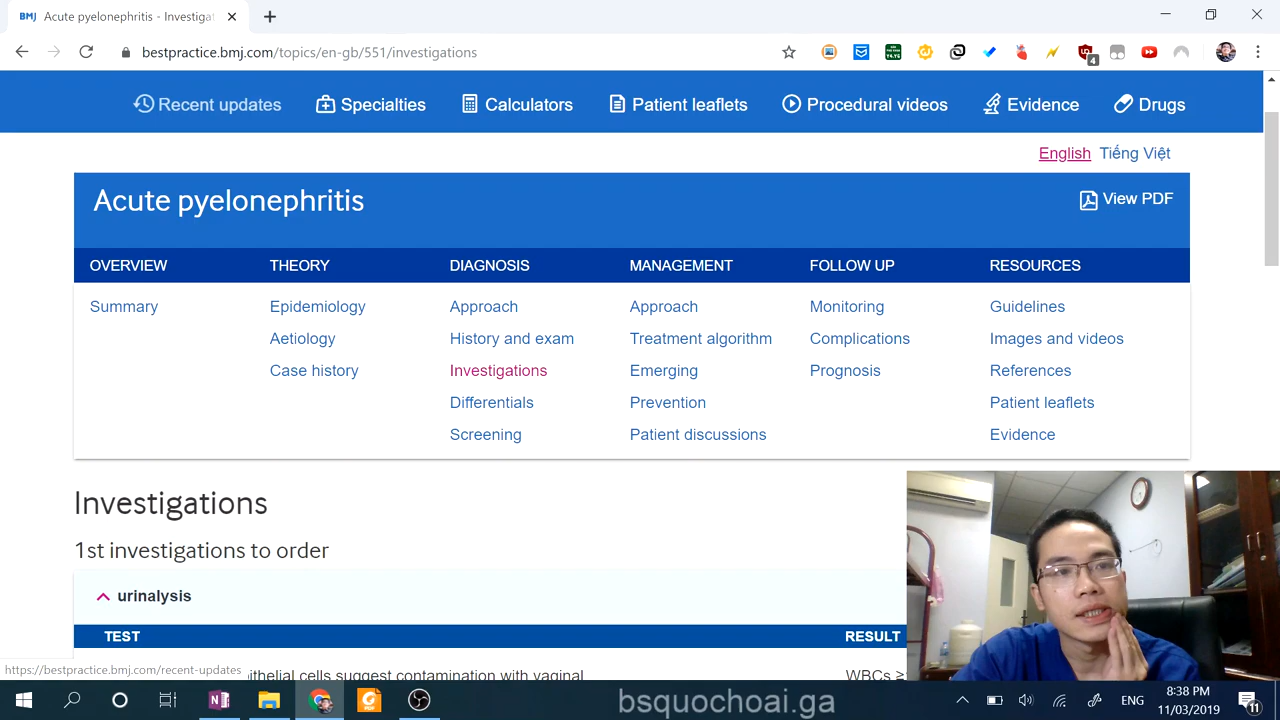 BMJ Acute pyelonephritis - Investiga
bestpractice.bmj.com/topics/en-gb/551/investigations
4
Recent updates Specialties Calculators Patient leaflets Procedural videos Evidence Drugs
English Tiếng Việt
Acute pyelonephritis
View PDF
OVERVIEW THEORY DIAGNOSIS MANAGEMENT FOLLOW UP RESOURCES
Summary Epidemiology Approach Approach Monitoring Guidelines
Aetiology History and exam Treatment algorithm Complications Images and videos
Case history Investigations Emerging Prognosis References
Differentials Prevention Patient leaflets
Screening Patient discussions Evidence
Investigations
1st investigations to order
urinalysis
TEST RESULT
https://bestpractice.bmj.com/recent-updates
ithelial cells suggest contamination with vaginal WBCs >
bsquochoai.ga
ENG
8:38 PM
11/03/2019
11